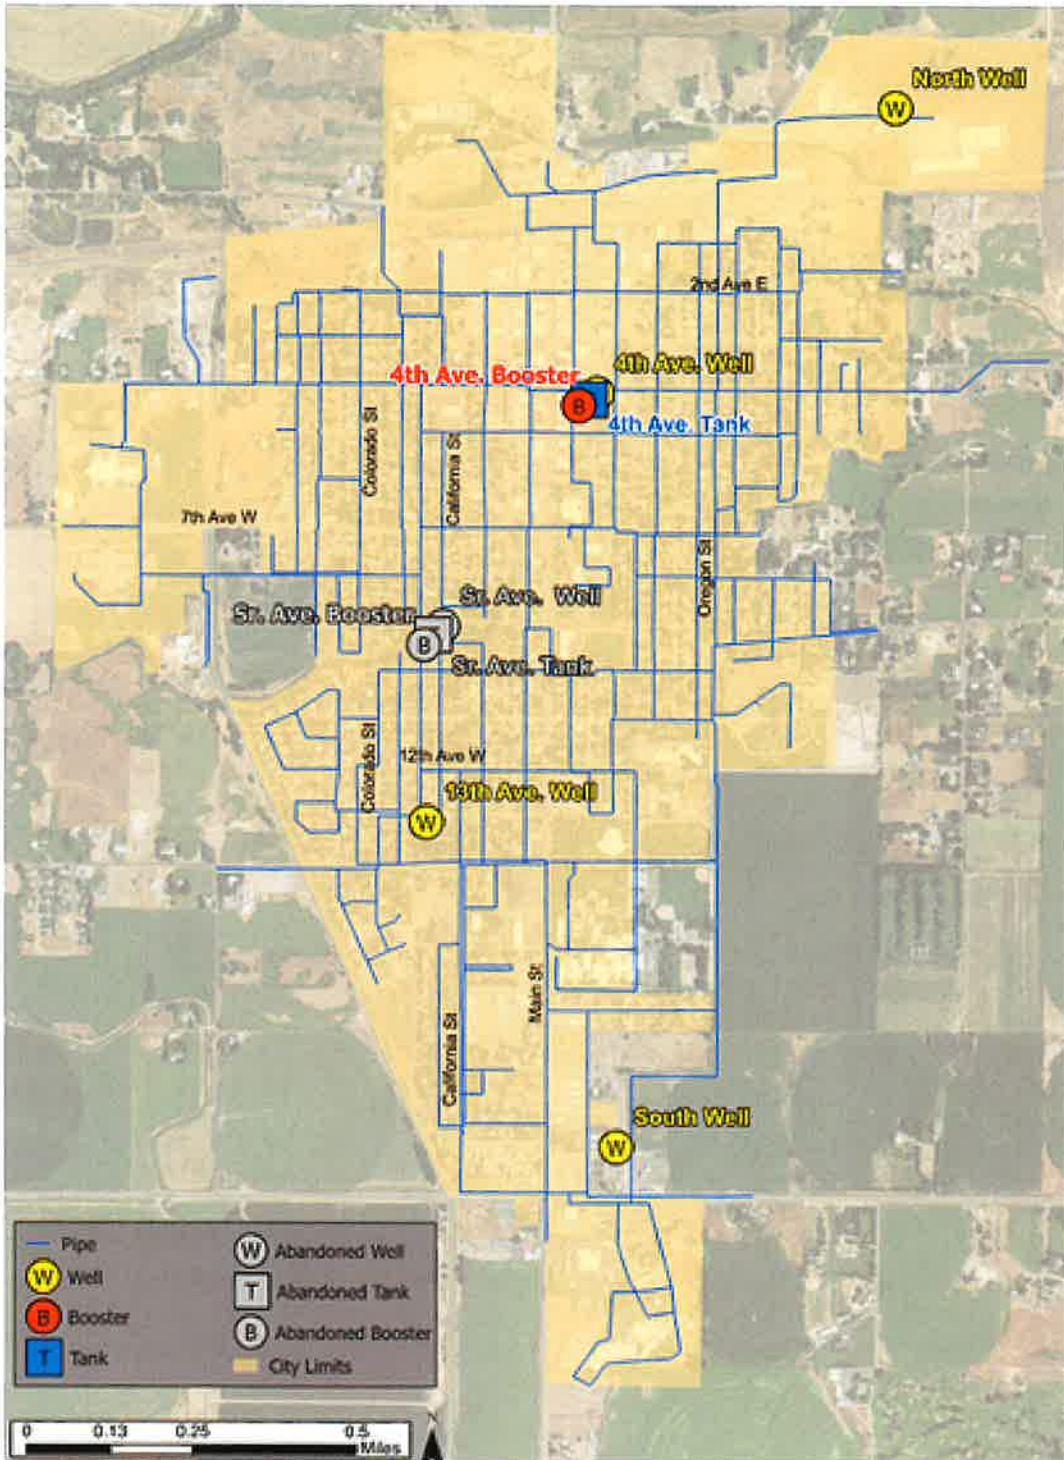 North Well
W
2nd Ave E
4th Ave. Well
4th Ave. Booster
B
4th Ave. Tank
Colorado St
California St
7th Ave W
Oregon St
Sr. Ave. Well
Sr. Ave. Booster
B
Sr. Ave. Tank
Colorado St
12th Ave W
13th Ave. Well
W
Main St
California St
South Well
W
Pipe
W Well
B Booster
T Tank
W Abandoned Well
T Abandoned Tank
B Abandoned Booster
City Limits
0 0.13 0.25 0.5
Miles